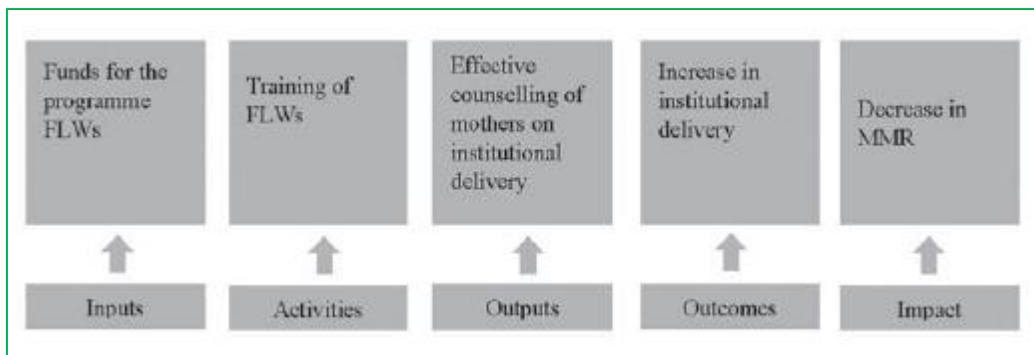 Funds for the
programme
FLWs
Training of
FLWs
Effective
counselling of
mothers on
institutional
delivery
Increase in
institutional
delivery
Decrease in
MMR
Inputs
Activities
Outputs
Outcomes
Impact